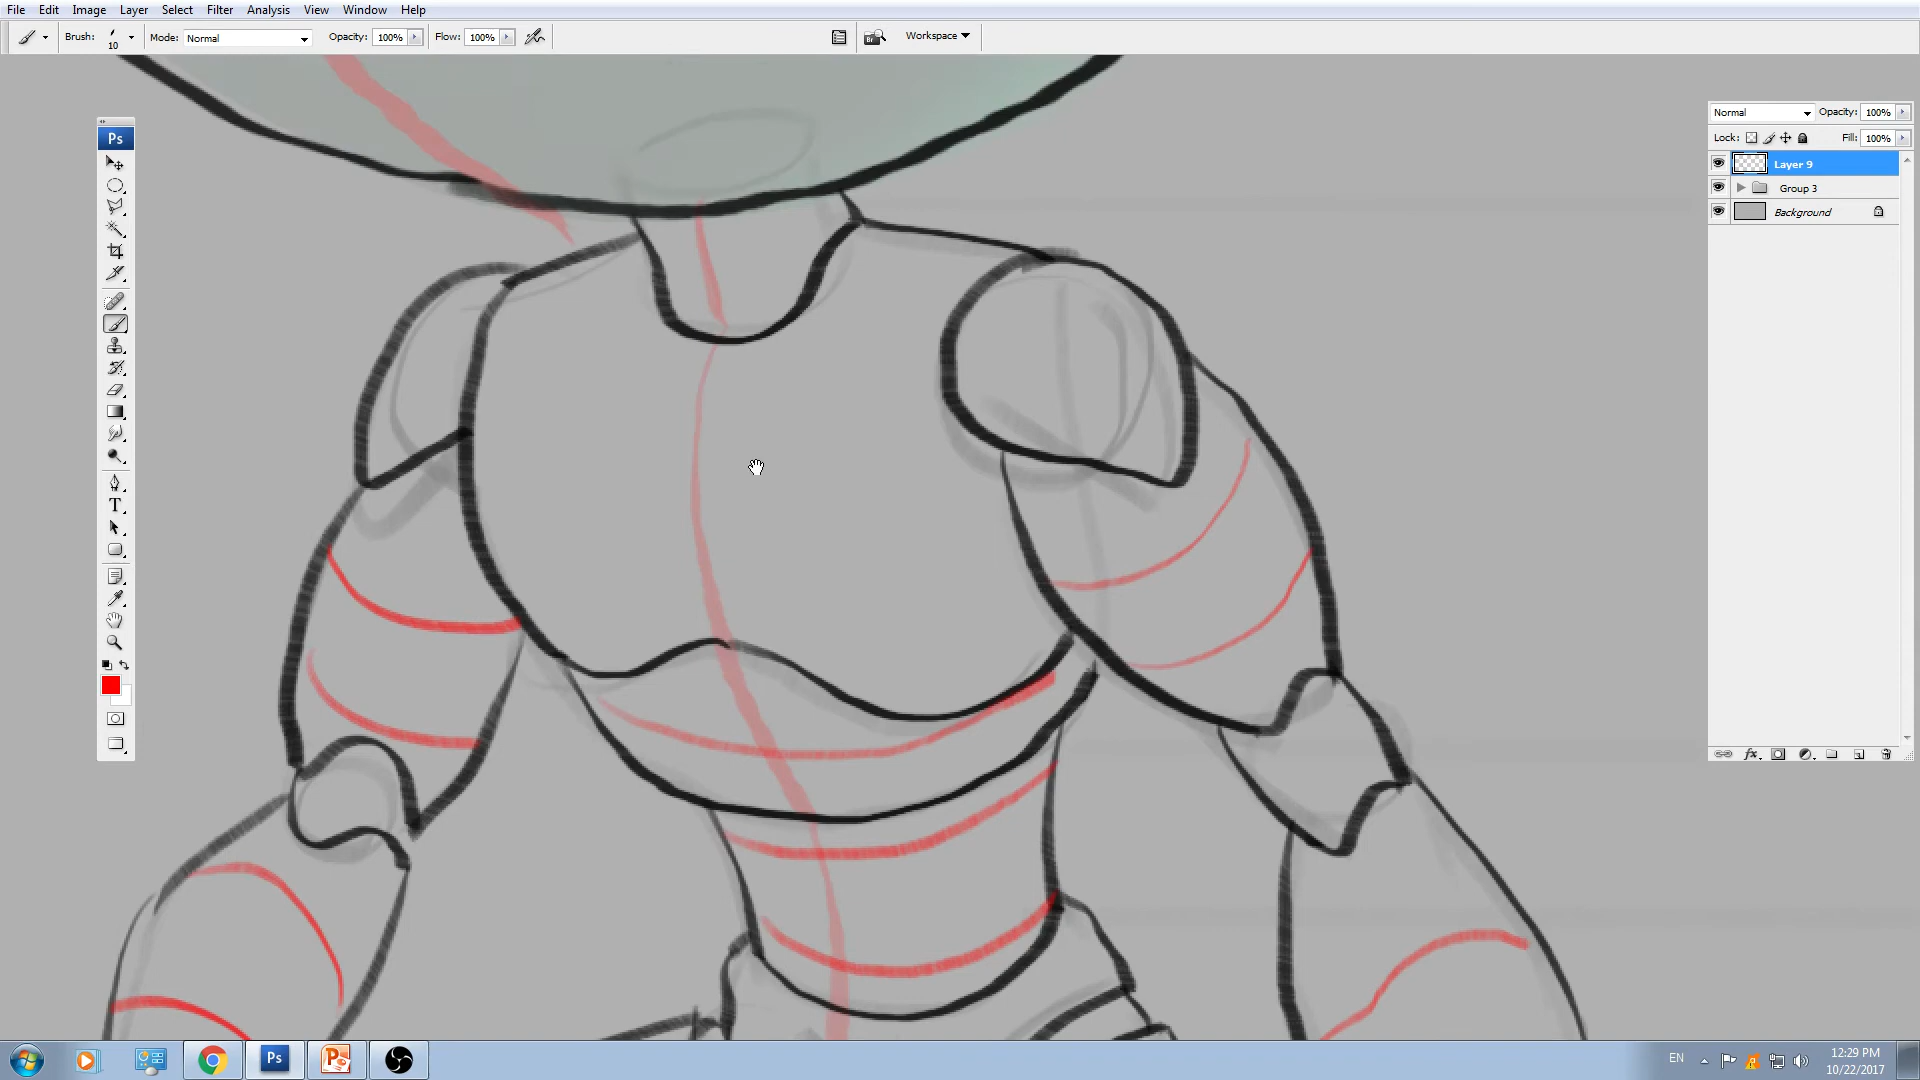 File Edit Image Layer Select Filter Analysis View Window Help
Brush: 10 Mode: Normal Opacity: 100% Flow: 100% Workspace
Ps
T
Normal Opacity: 100%
Lock: Fill: 100%
Layer 9
Group 3
Background
fx
Ps
EN
12:29 PM
10/22/2017